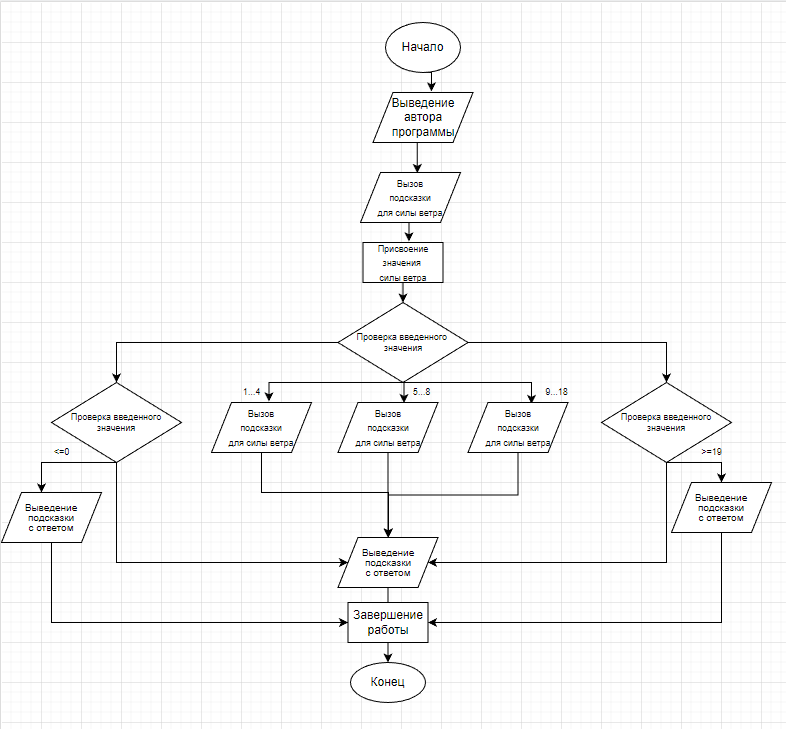 Начало
Выведение
автора
программы
Вызов
подсказки
для силы ветра
Присвоение
значения
силы ветра
Проверка введенного
значения
Проверка введенного
значения
<=0
1...4
Вызов
подсказки
для силы ветра
5...8
Вызов
подсказки
для силы ветра
9...18
Вызов
подсказки
для силы ветра
Проверка введенного
значения
>=19
Выведение
подсказки
с ответом
Выведение
подсказки
с ответом
Выведение
подсказки
с ответом
Завершение
работы
Конец